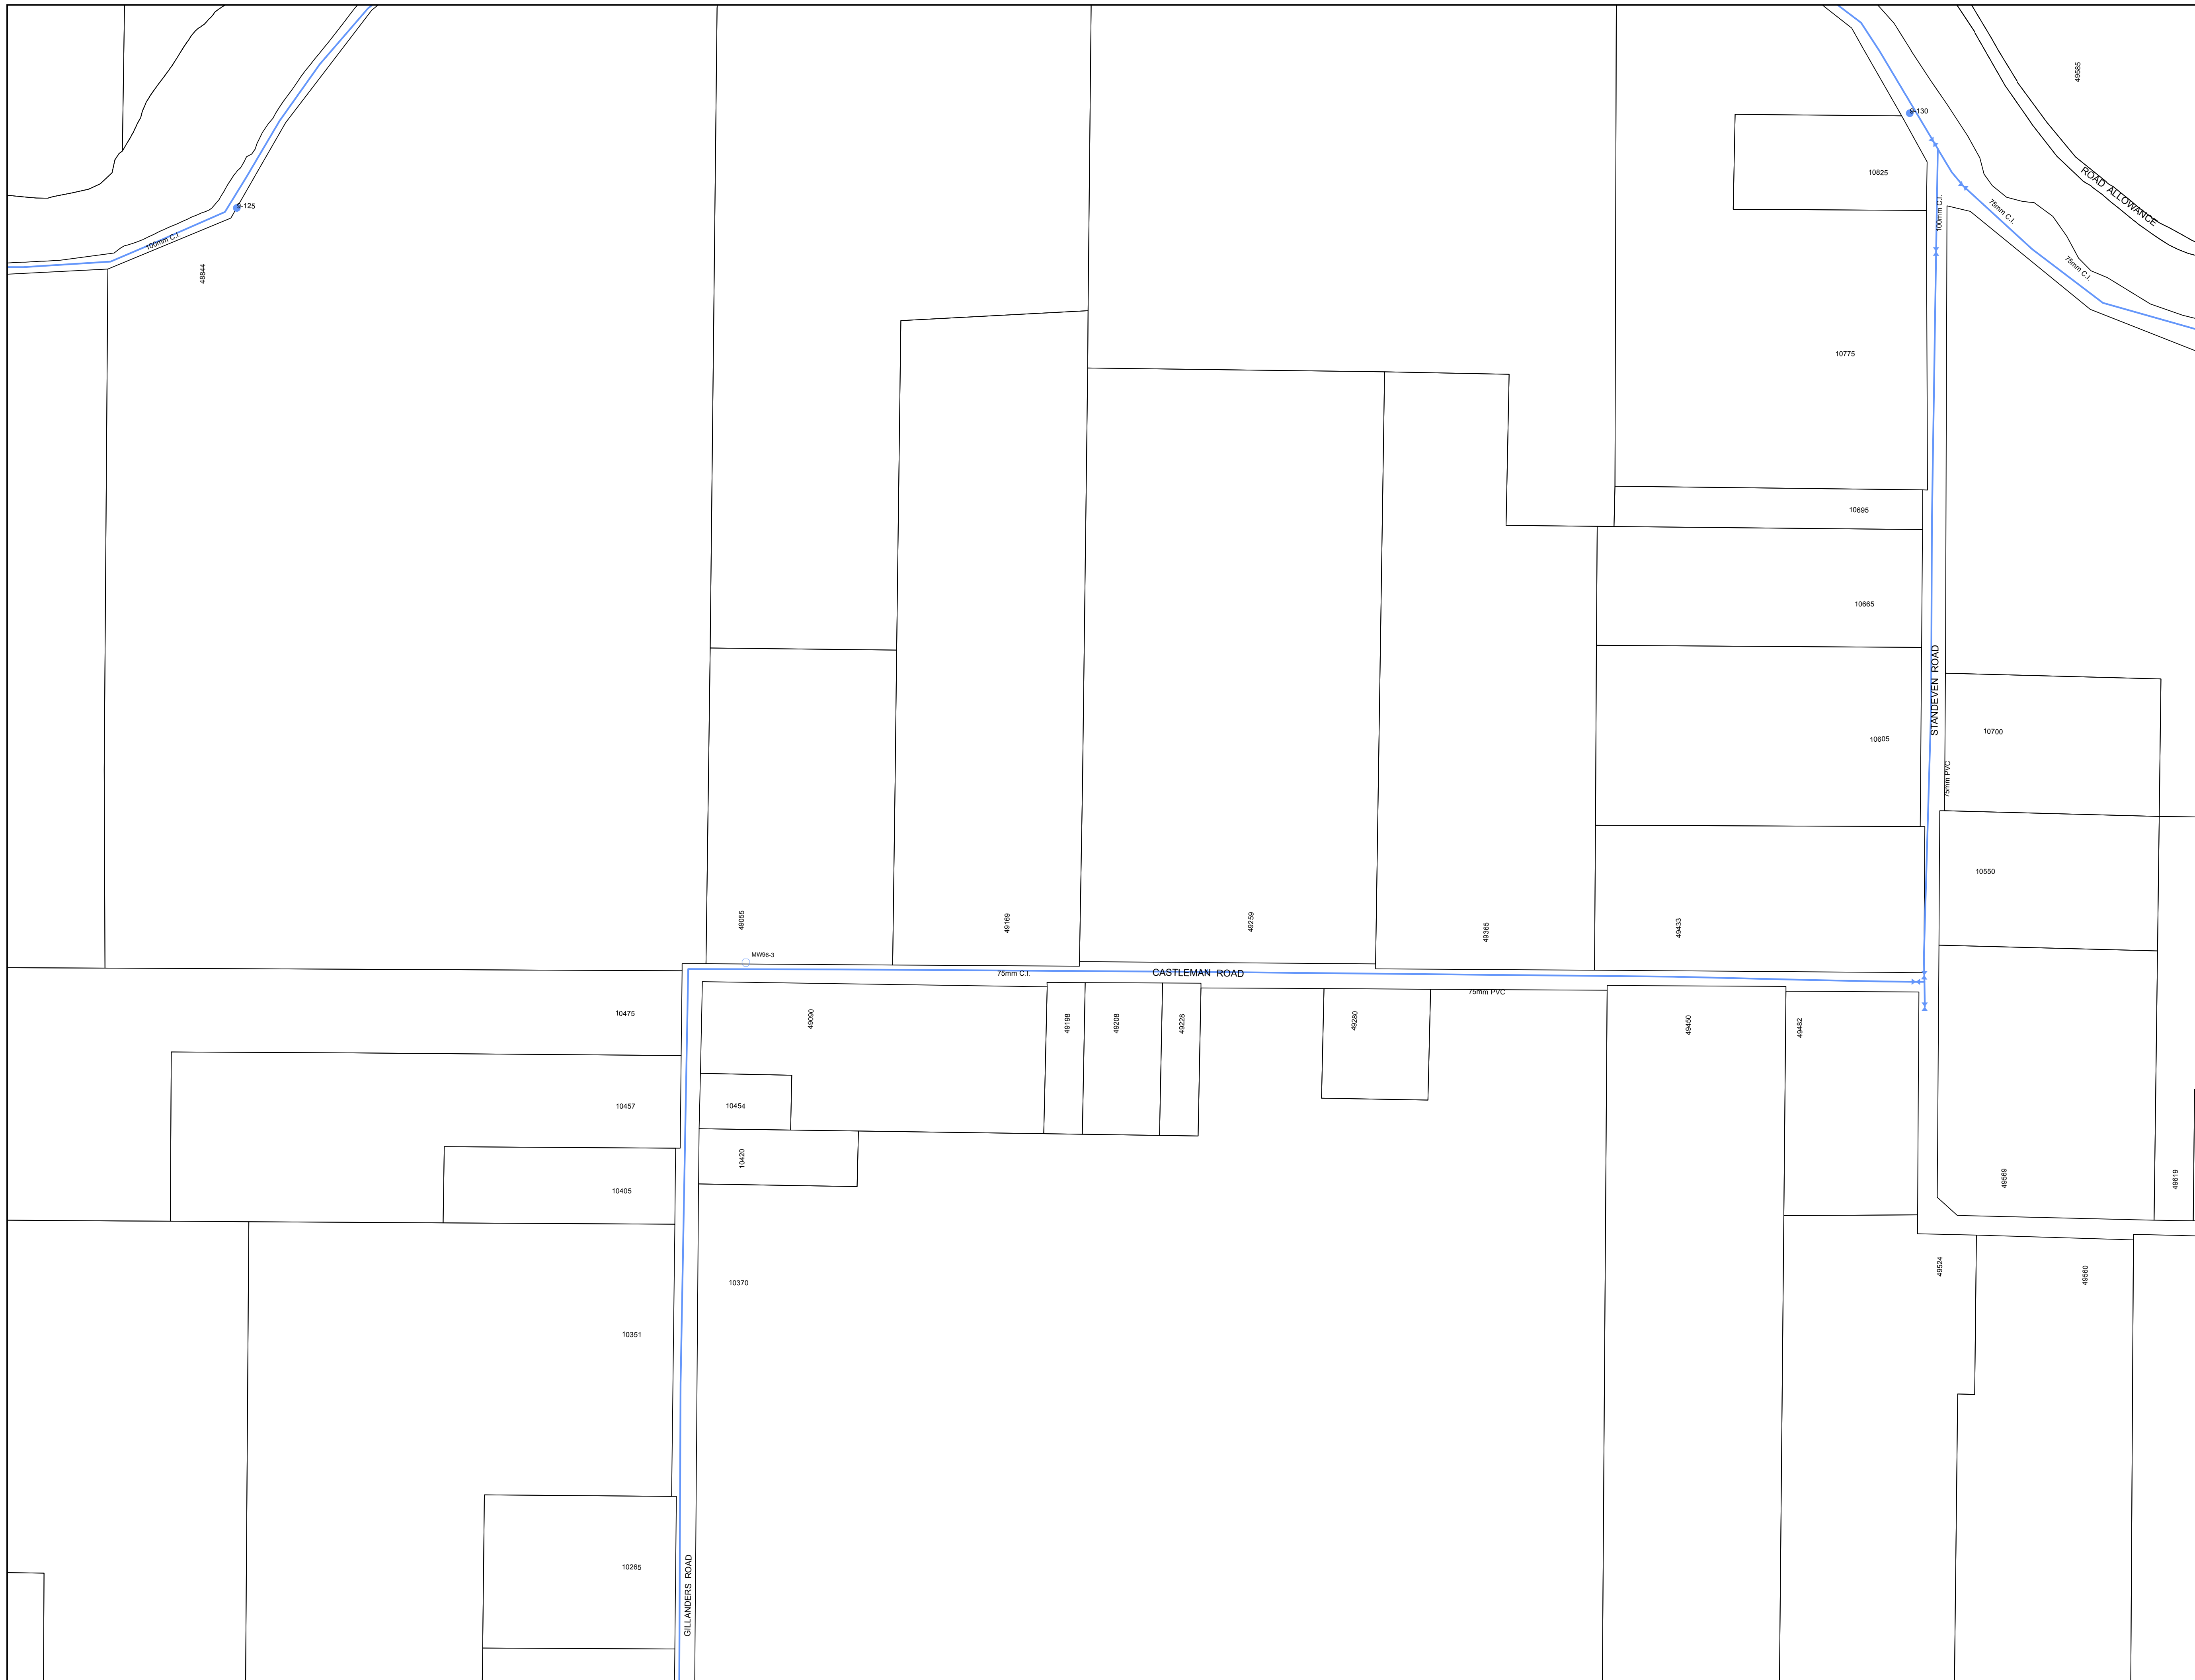 49585
9-130
10825
ROAD ALLOWANCE
9-125
100mm C.I.
75mm C.I.
100mm C.I.
48844
75mm C.I.
10775
10695
10665
STANDEVEN ROAD
10700
10605
75mm PVC
10550
49055
49169
49259
49365
49433
MW96-3
75mm C.I.
CASTLEMAN ROAD
75mm PVC
10475
49090
49198
49208
49228
49280
49450
49482
10457
10454
10420
10405
49569
49619
49524
49560
10370
10351
10265
GILLANDERS ROAD